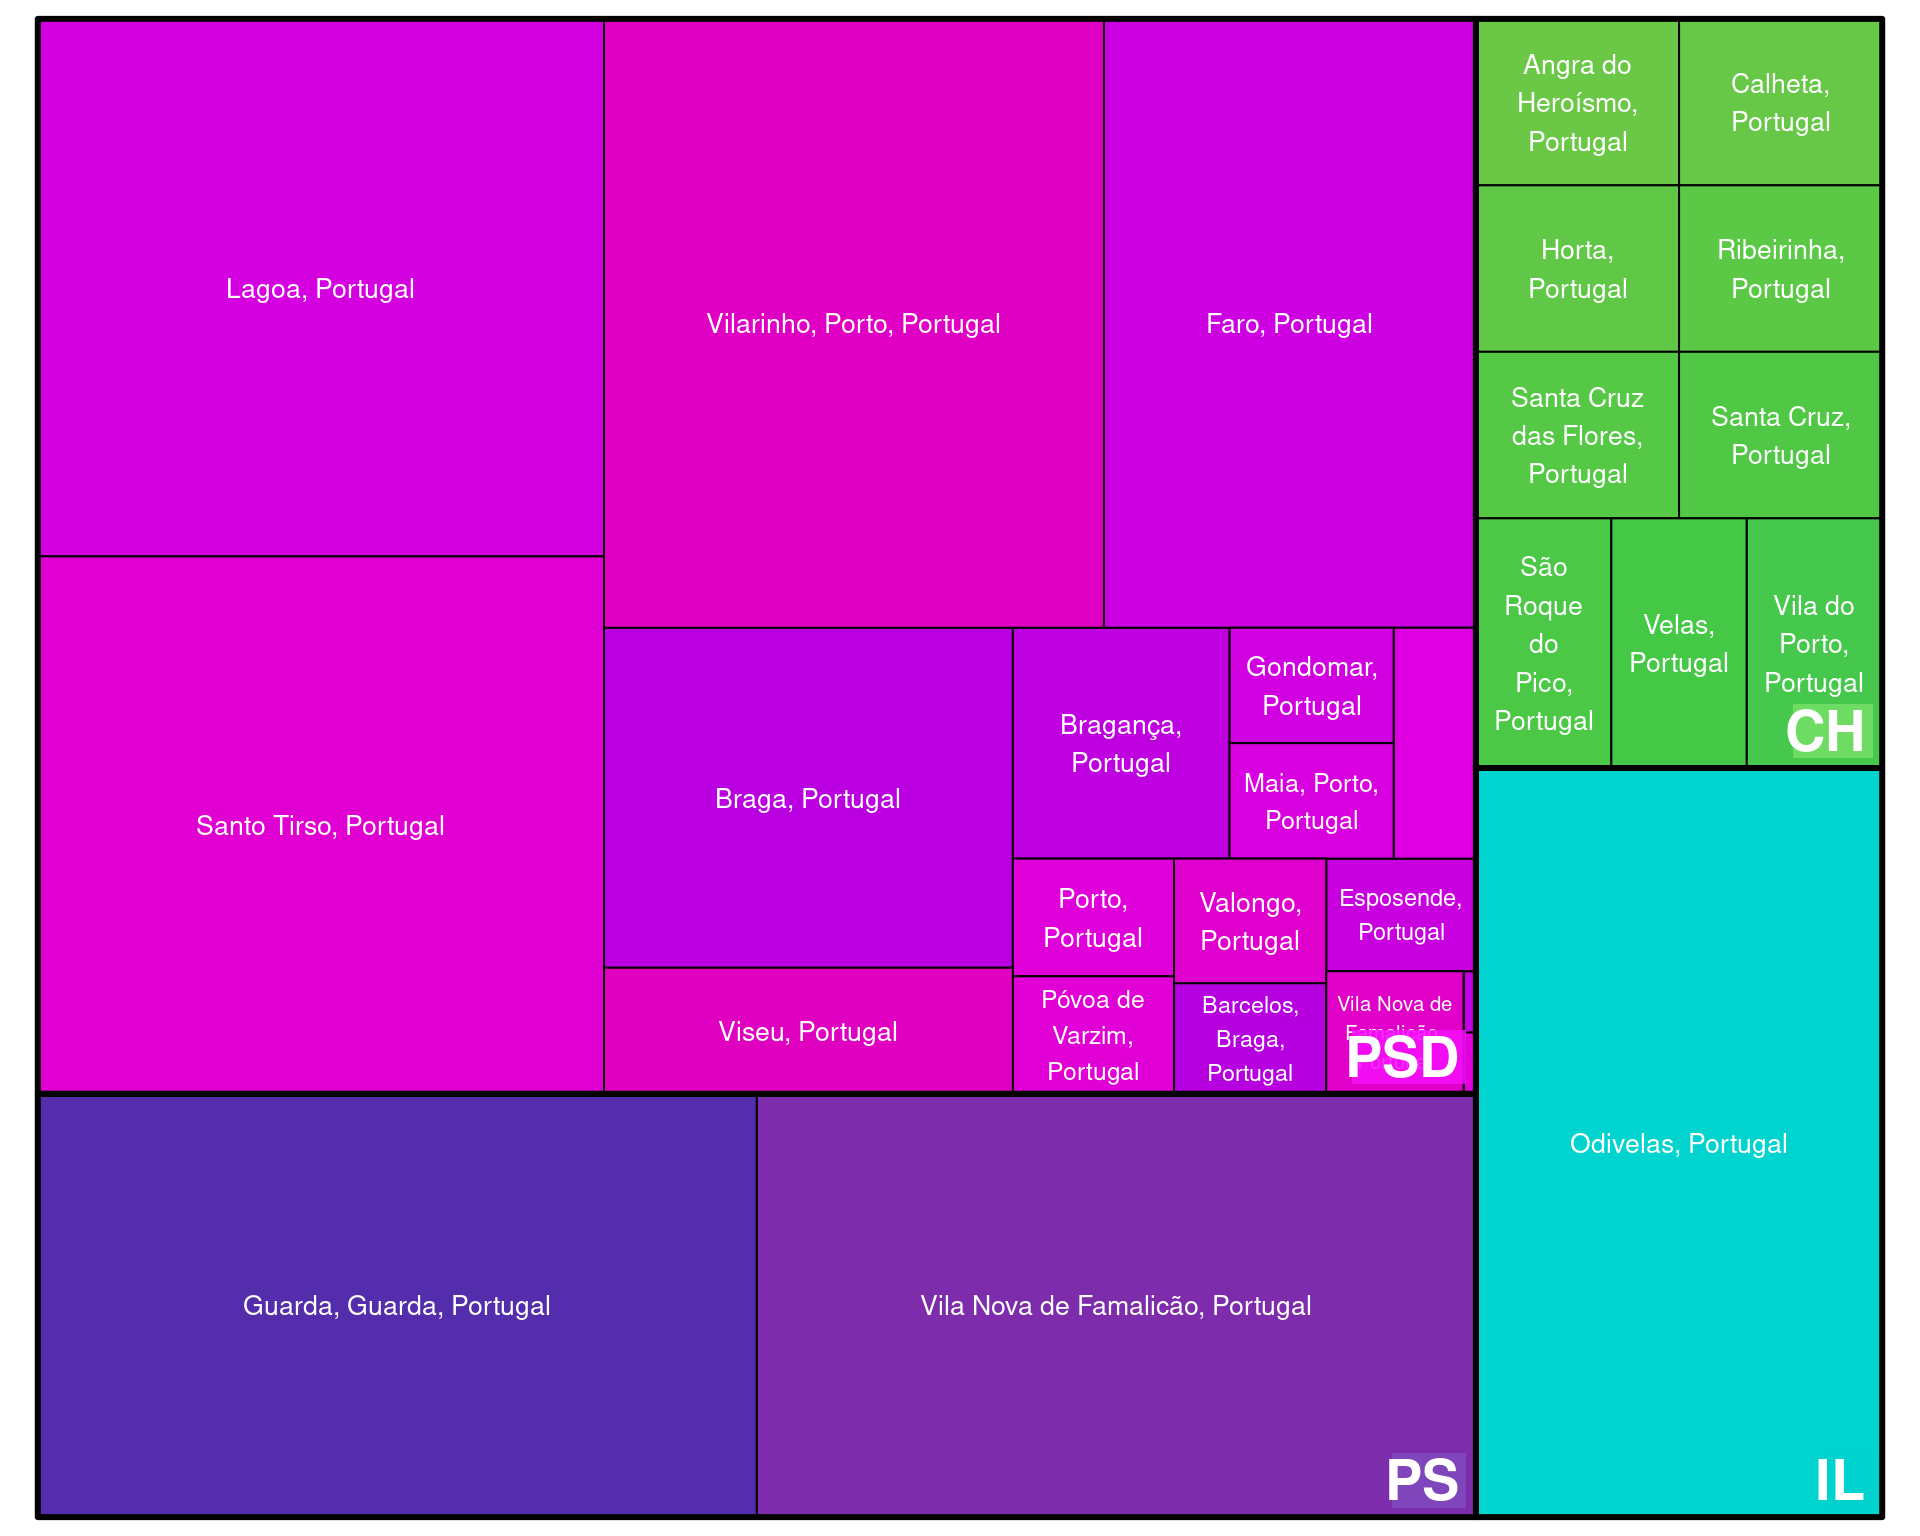 Lagoa, Portugal
Vilarinho, Porto, Portugal
Faro, Portugal
Santo Tirso, Portugal
Braga, Portugal
Viseu, Portugal
Bragança,
Portugal
Gondomar,
Portugal
Maia, Porto,
Portugal
Porto,
Portugal
Póvoa de
Varzim,
Portugal
Valongo,
Portugal
Barcelos,
Braga,
Portugal
Esposende,
Portugal
Vila Nova de
Famalicão,
PSD
Guarda, Guarda, Portugal
Vila Nova de Famalicão, Portugal
PS
Angra do
Heroísmo,
Portugal
Calheta,
Portugal
Horta,
Portugal
Ribeirinha,
Portugal
Santa Cruz
das Flores,
Portugal
Santa Cruz,
Portugal
São
Roque
do
Pico,
Portugal
Velas,
Portugal
Vila do
Porto,
Portugal
CH
Odivelas, Portugal
IL